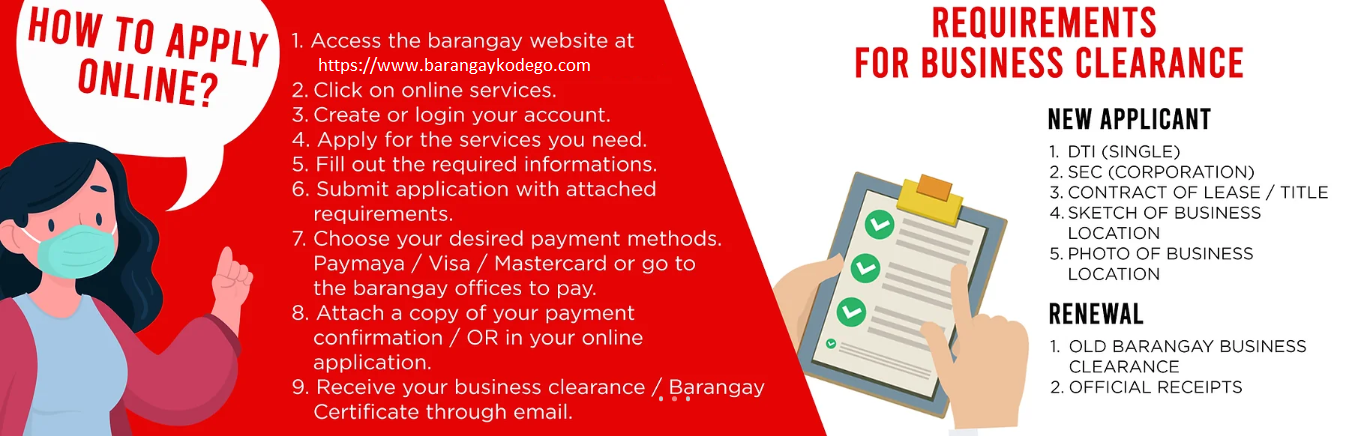 HOW TO APPLY
ONLINE?
1. Access the barangay website at
https://www.barangaykodego.com
2. Click on online services.
3. Create or login your account.
4. Apply for the services you need.
5. Fill out the required informations.
6. Submit application with attached
requirements.
7. Choose your desired payment methods.
Paymaya / Visa / Mastercard or go to
the barangay offices to pay.
8. Attach a copy of your payment
confirmation / OR in your online
application.
9. Receive your business clearance / Barangay
Certificate through email.
REQUIREMENTS
FOR BUSINESS CLEARANCE
NEW APPLICANT
1. DTI (SINGLE)
2. SEC (CORPORATION)
3. CONTRACT OF LEASE / TITLE
4. SKETCH OF BUSINESS
LOCATION
5. PHOTO OF BUSINESS
LOCATION
RENEWAL
1. OLD BARANGAY BUSINESS
CLEARANCE
2. OFFICIAL RECEIPTS